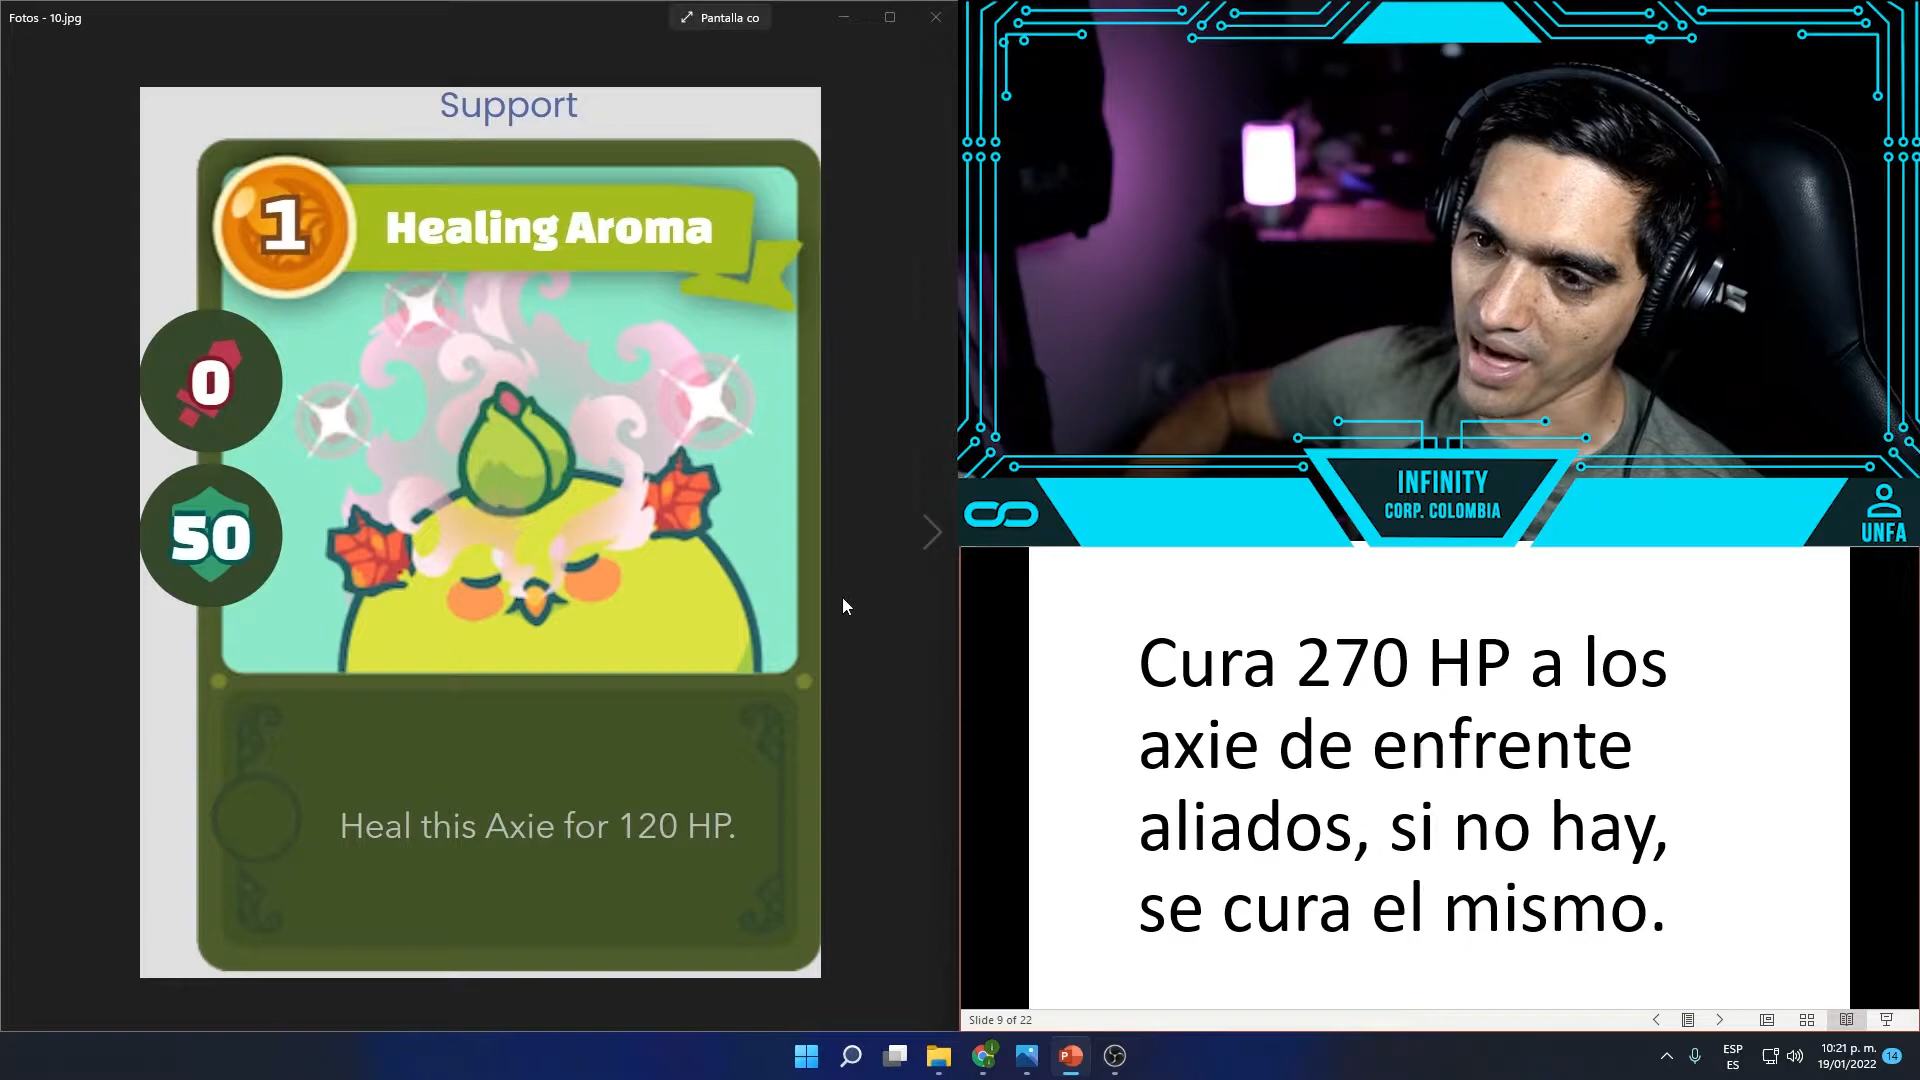 Fotos - 10.jpg
Pantalla co
Support
1
Healing Aroma
0
50
Heal this Axie for 120 HP.
INFINITY
CORP. COLOMBIA
UNFA
Cura 270 HP a los
axie de enfrente
aliados, si no hay,
se cura el mismo.
Slide 9 of 22
ESP
ES
10:21 p. m.
19/01/2022
14